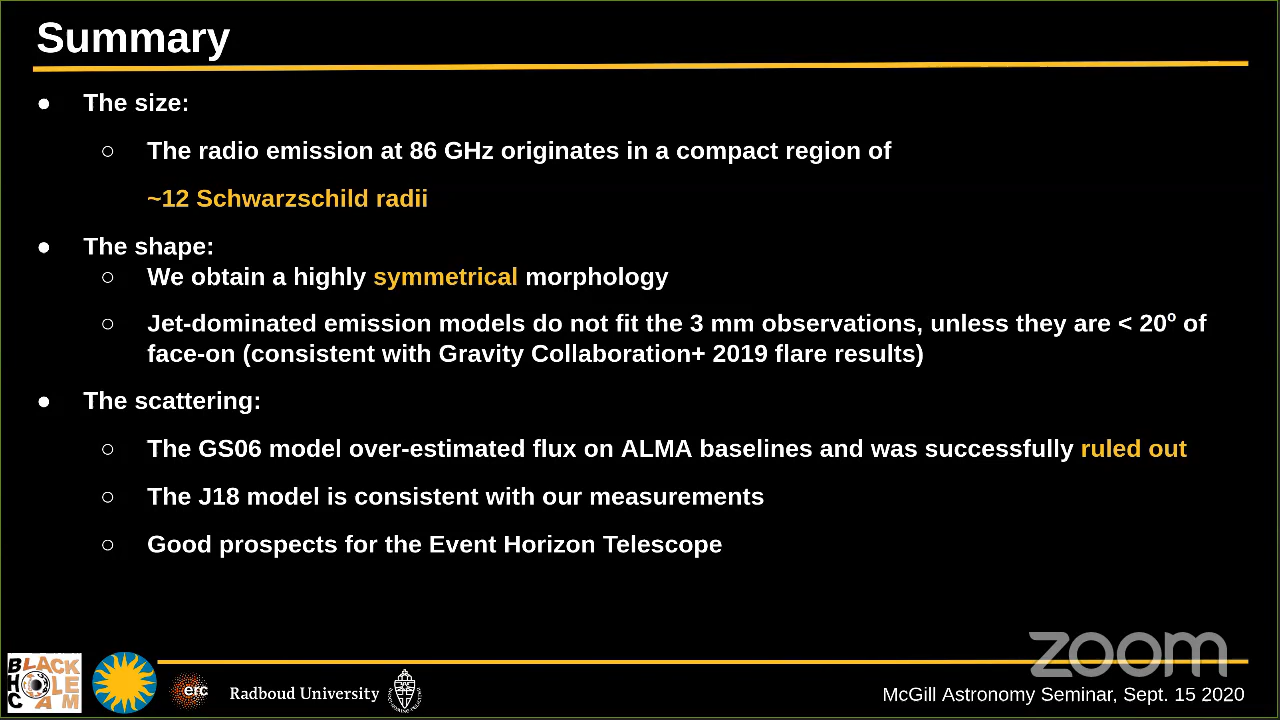 Summary
● The size:
○ The radio emission at 86 GHz originates in a compact region of
~12 Schwarzschild radii
● The shape:
○ We obtain a highly symmetrical morphology
○ Jet-dominated emission models do not fit the 3 mm observations, unless they are < 20º of
face-on (consistent with Gravity Collaboration+ 2019 flare results)
● The scattering:
○ The GS06 model over-estimated flux on ALMA baselines and was successfully ruled out
○ The J18 model is consistent with our measurements
○ Good prospects for the Event Horizon Telescope
zoom
BLACK
HOLE
CAM
erc
Radboud University
McGill Astronomy Seminar, Sept. 15 2020